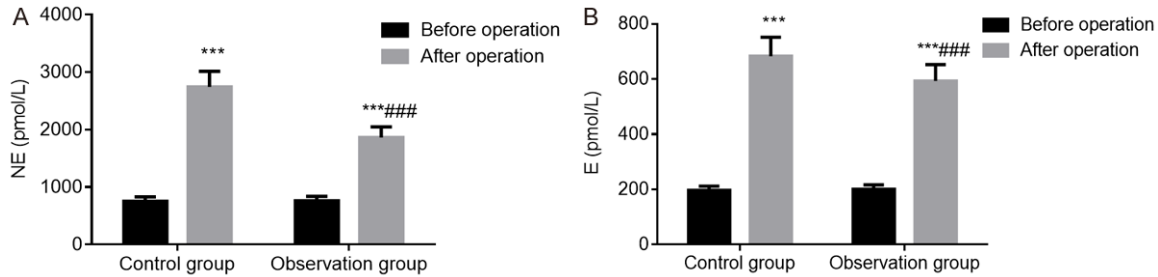 A
NE (pmol/L)
4000
3000
2000
1000
0
Before operation
After operation
***
***###
Control group
Observation group
B
E (pmol/L)
800
600
400
200
0
Before operation
After operation
***
***###
Control group
Observation group